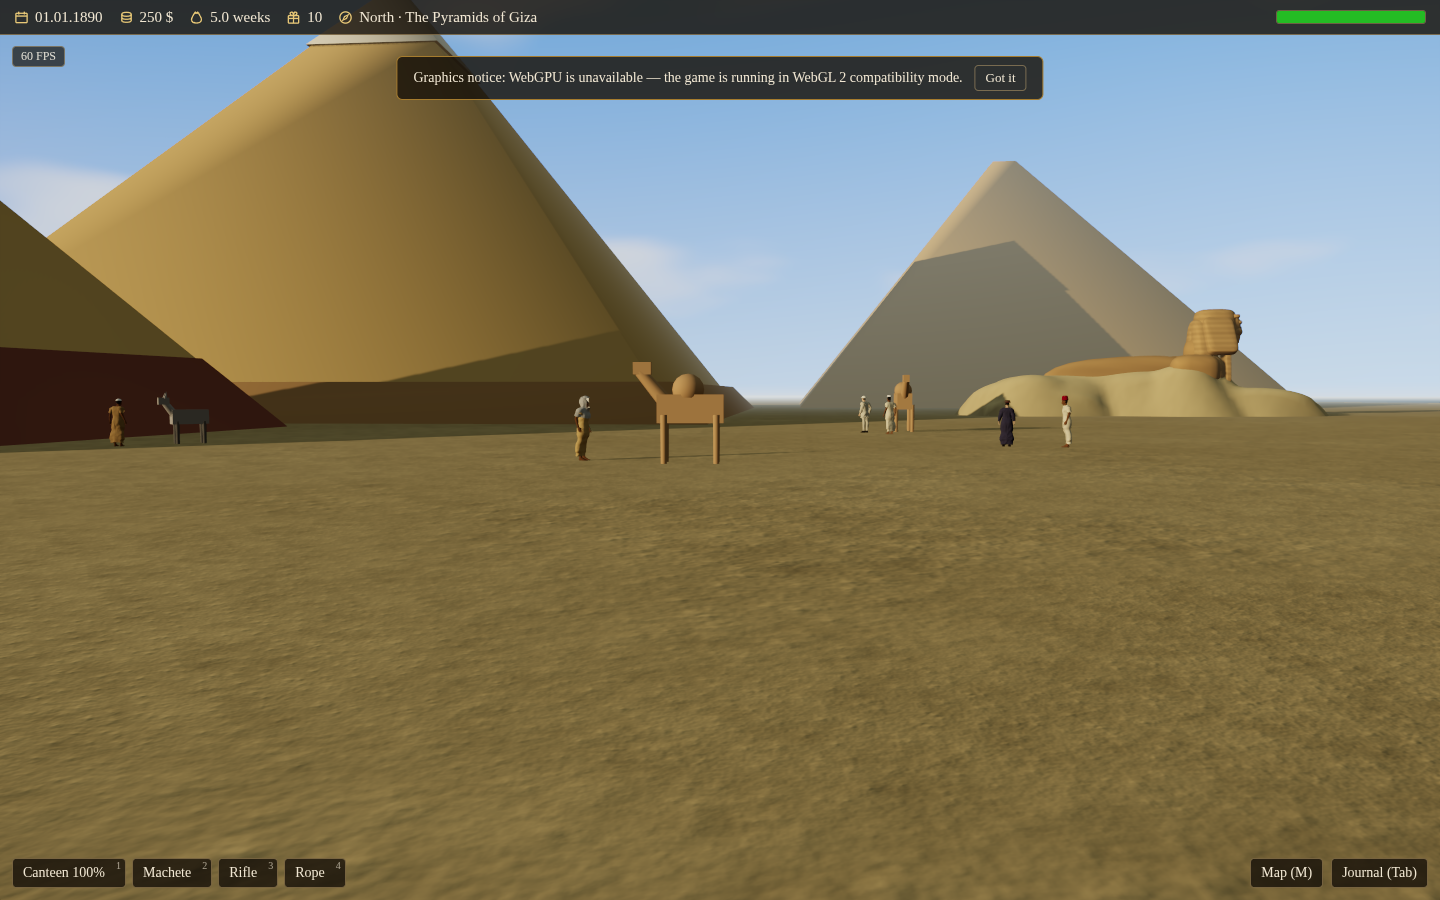 01.01.1890 250 $ 5.0 weeks 10 North · The Pyramids of Giza
60 FPS
Graphics notice: WebGPU is unavailable — the game is running in WebGL 2 compatibility mode. Got it
Canteen 100% 1 Machete 2 Rifle 3 Rope 4 Map (M) Journal (Tab)